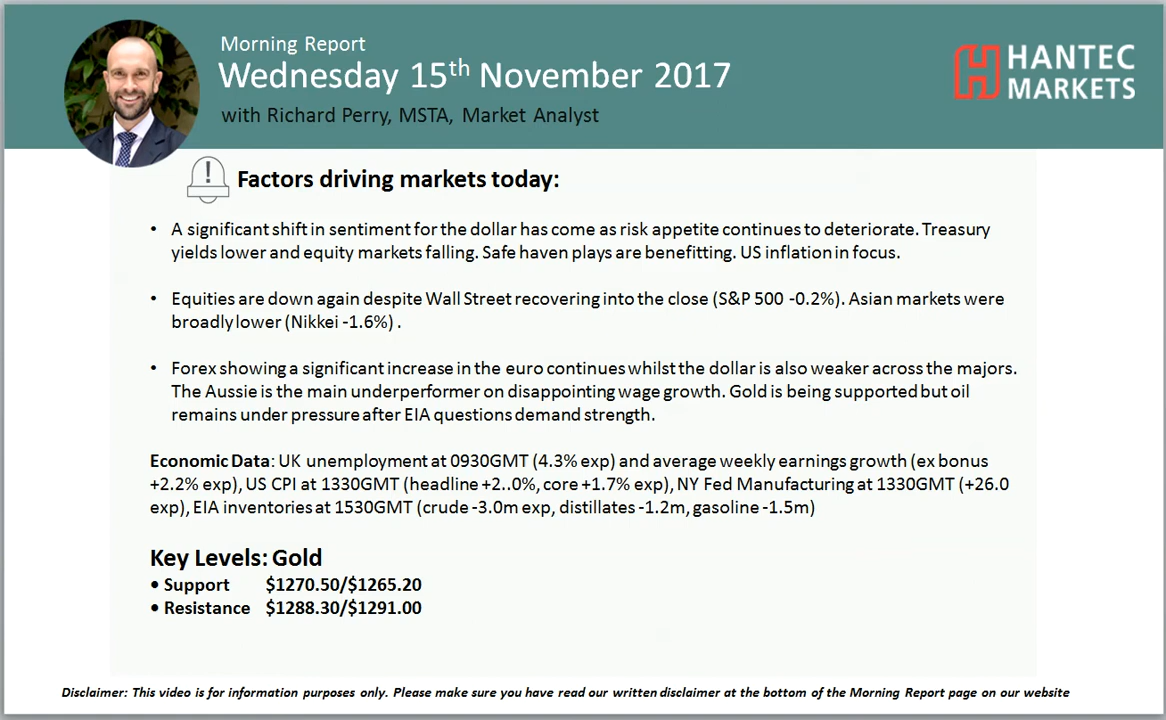 Morning Report
Wednesday 15th November 2017
with Richard Perry, MSTA, Market Analyst
HANTEC
MARKETS
Factors driving markets today:
• A significant shift in sentiment for the dollar has come as risk appetite continues to deteriorate. Treasury
yields lower and equity markets falling. Safe haven plays are benefitting. US inflation in focus.
• Equities are down again despite Wall Street recovering into the close (S&P 500 -0.2%). Asian markets were
broadly lower (Nikkei -1.6%) .
• Forex showing a significant increase in the euro continues whilst the dollar is also weaker across the majors.
The Aussie is the main underperformer on disappointing wage growth. Gold is being supported but oil
remains under pressure after EIA questions demand strength.
Economic Data: UK unemployment at 0930GMT (4.3% exp) and average weekly earnings growth (ex bonus
+2.2% exp), US CPI at 1330GMT (headline +2..0%, core +1.7% exp), NY Fed Manufacturing at 1330GMT (+26.0
exp), EIA inventories at 1530GMT (crude -3.0m exp, distillates -1.2m, gasoline -1.5m)
Key Levels: Gold
• Support $1270.50/$1265.20
• Resistance $1288.30/$1291.00
Disclaimer: This video is for information purposes only. Please make sure you have read our written disclaimer at the bottom of the Morning Report page on our website